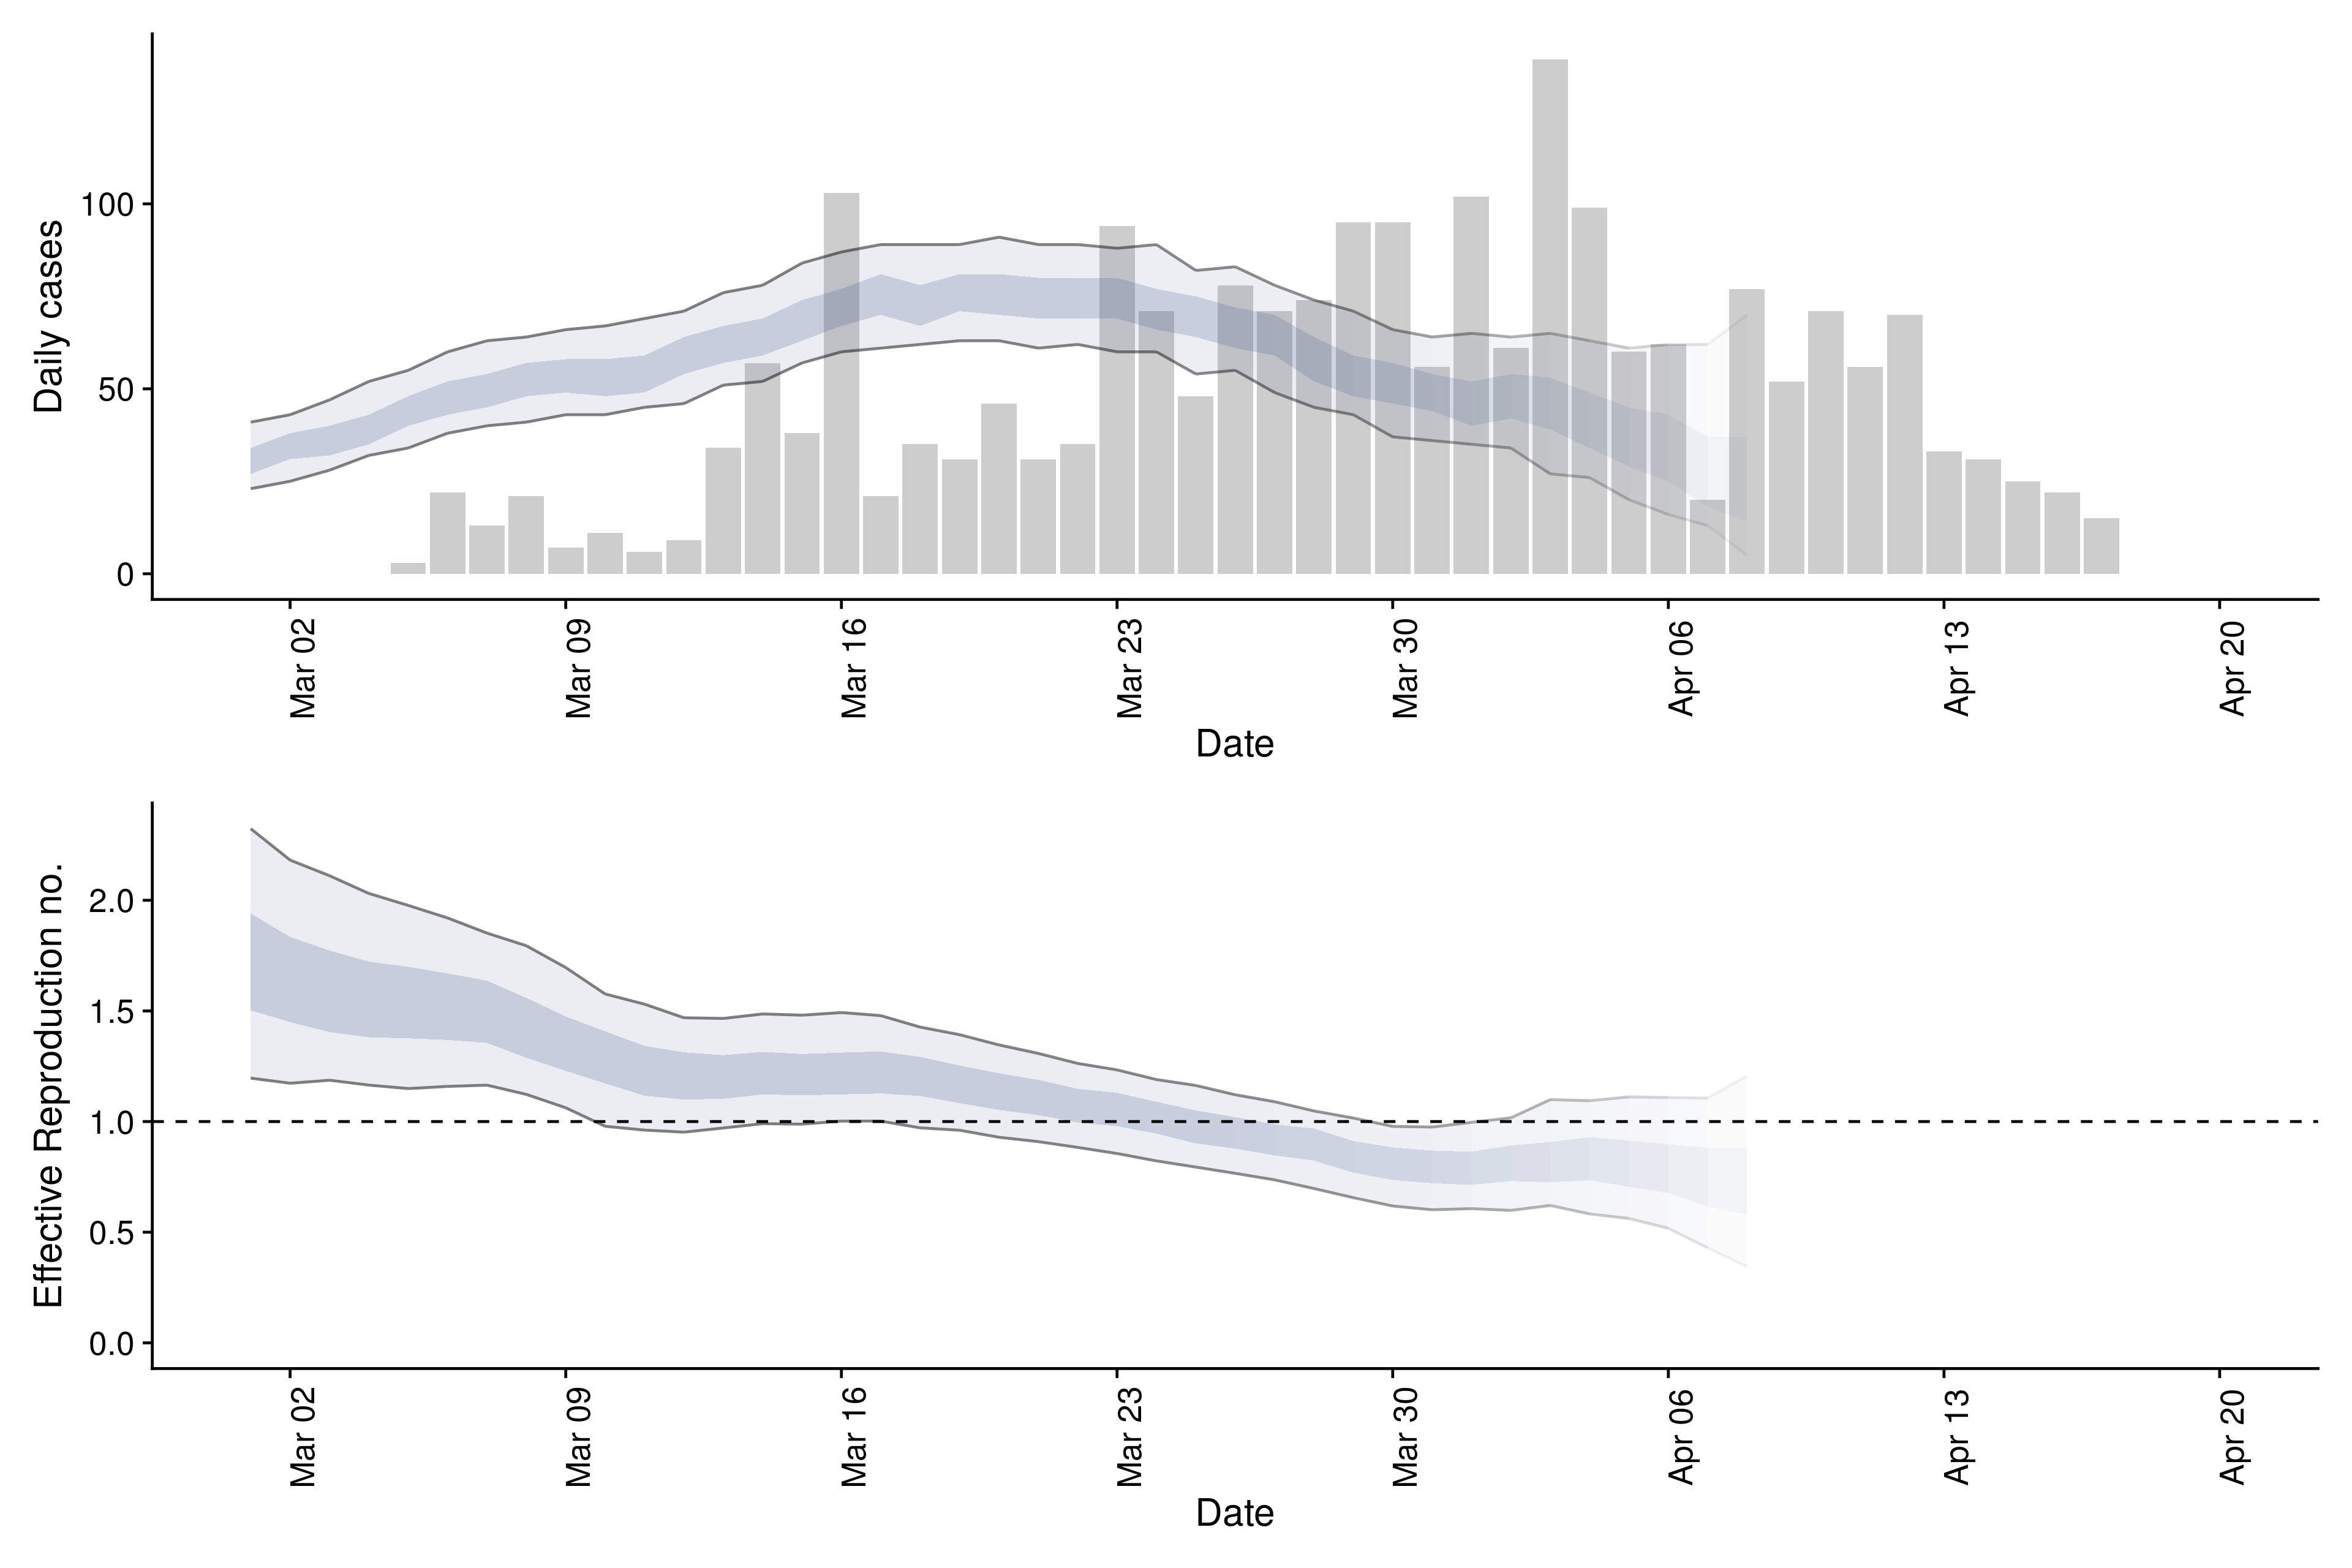 Daily cases
100
50
0
Mar 02
Mar 09
Mar 16
Mar 23
Mar 30
Apr 06
Apr 13
Apr 20
Date
Effective Reproduction no.
2.0
1.5
1.0
0.5
0.0
Mar 02
Mar 09
Mar 16
Mar 23
Mar 30
Apr 06
Apr 13
Apr 20
Date